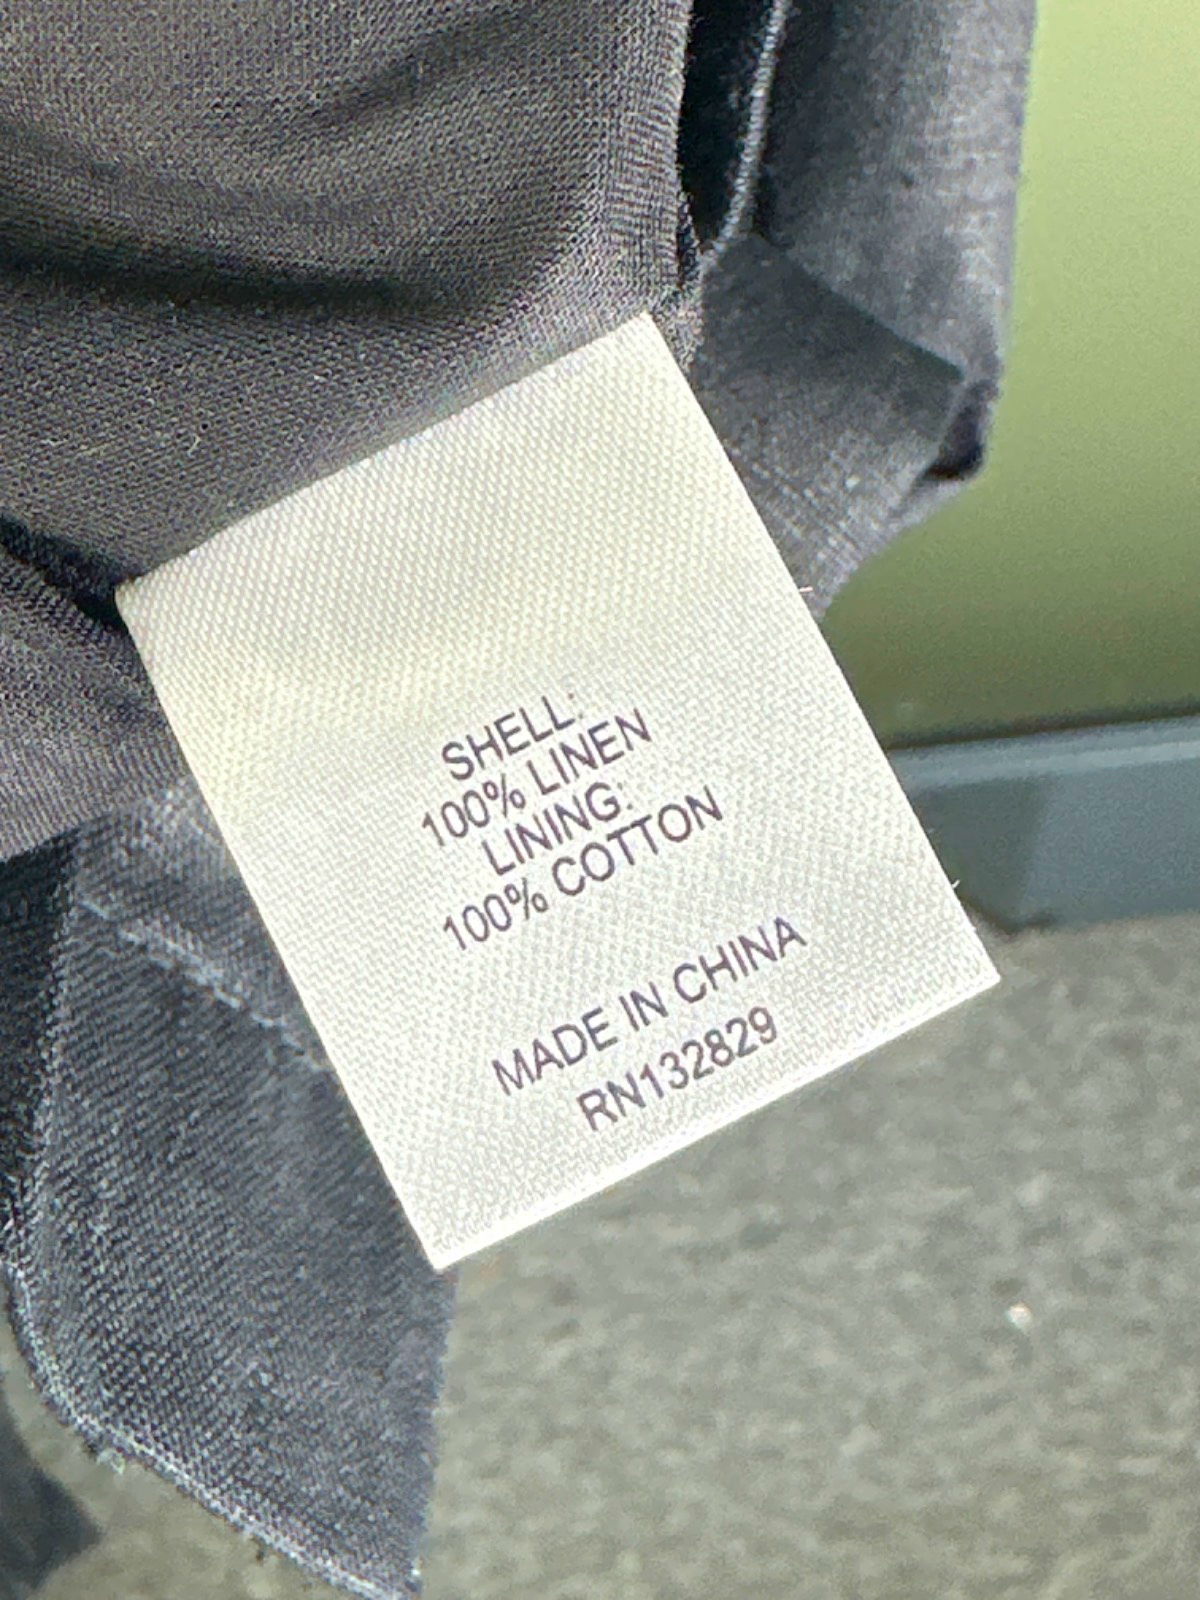 SHELL:
100% LINEN
LINING:
100% COTTON
MADE IN CHINA
RN132829